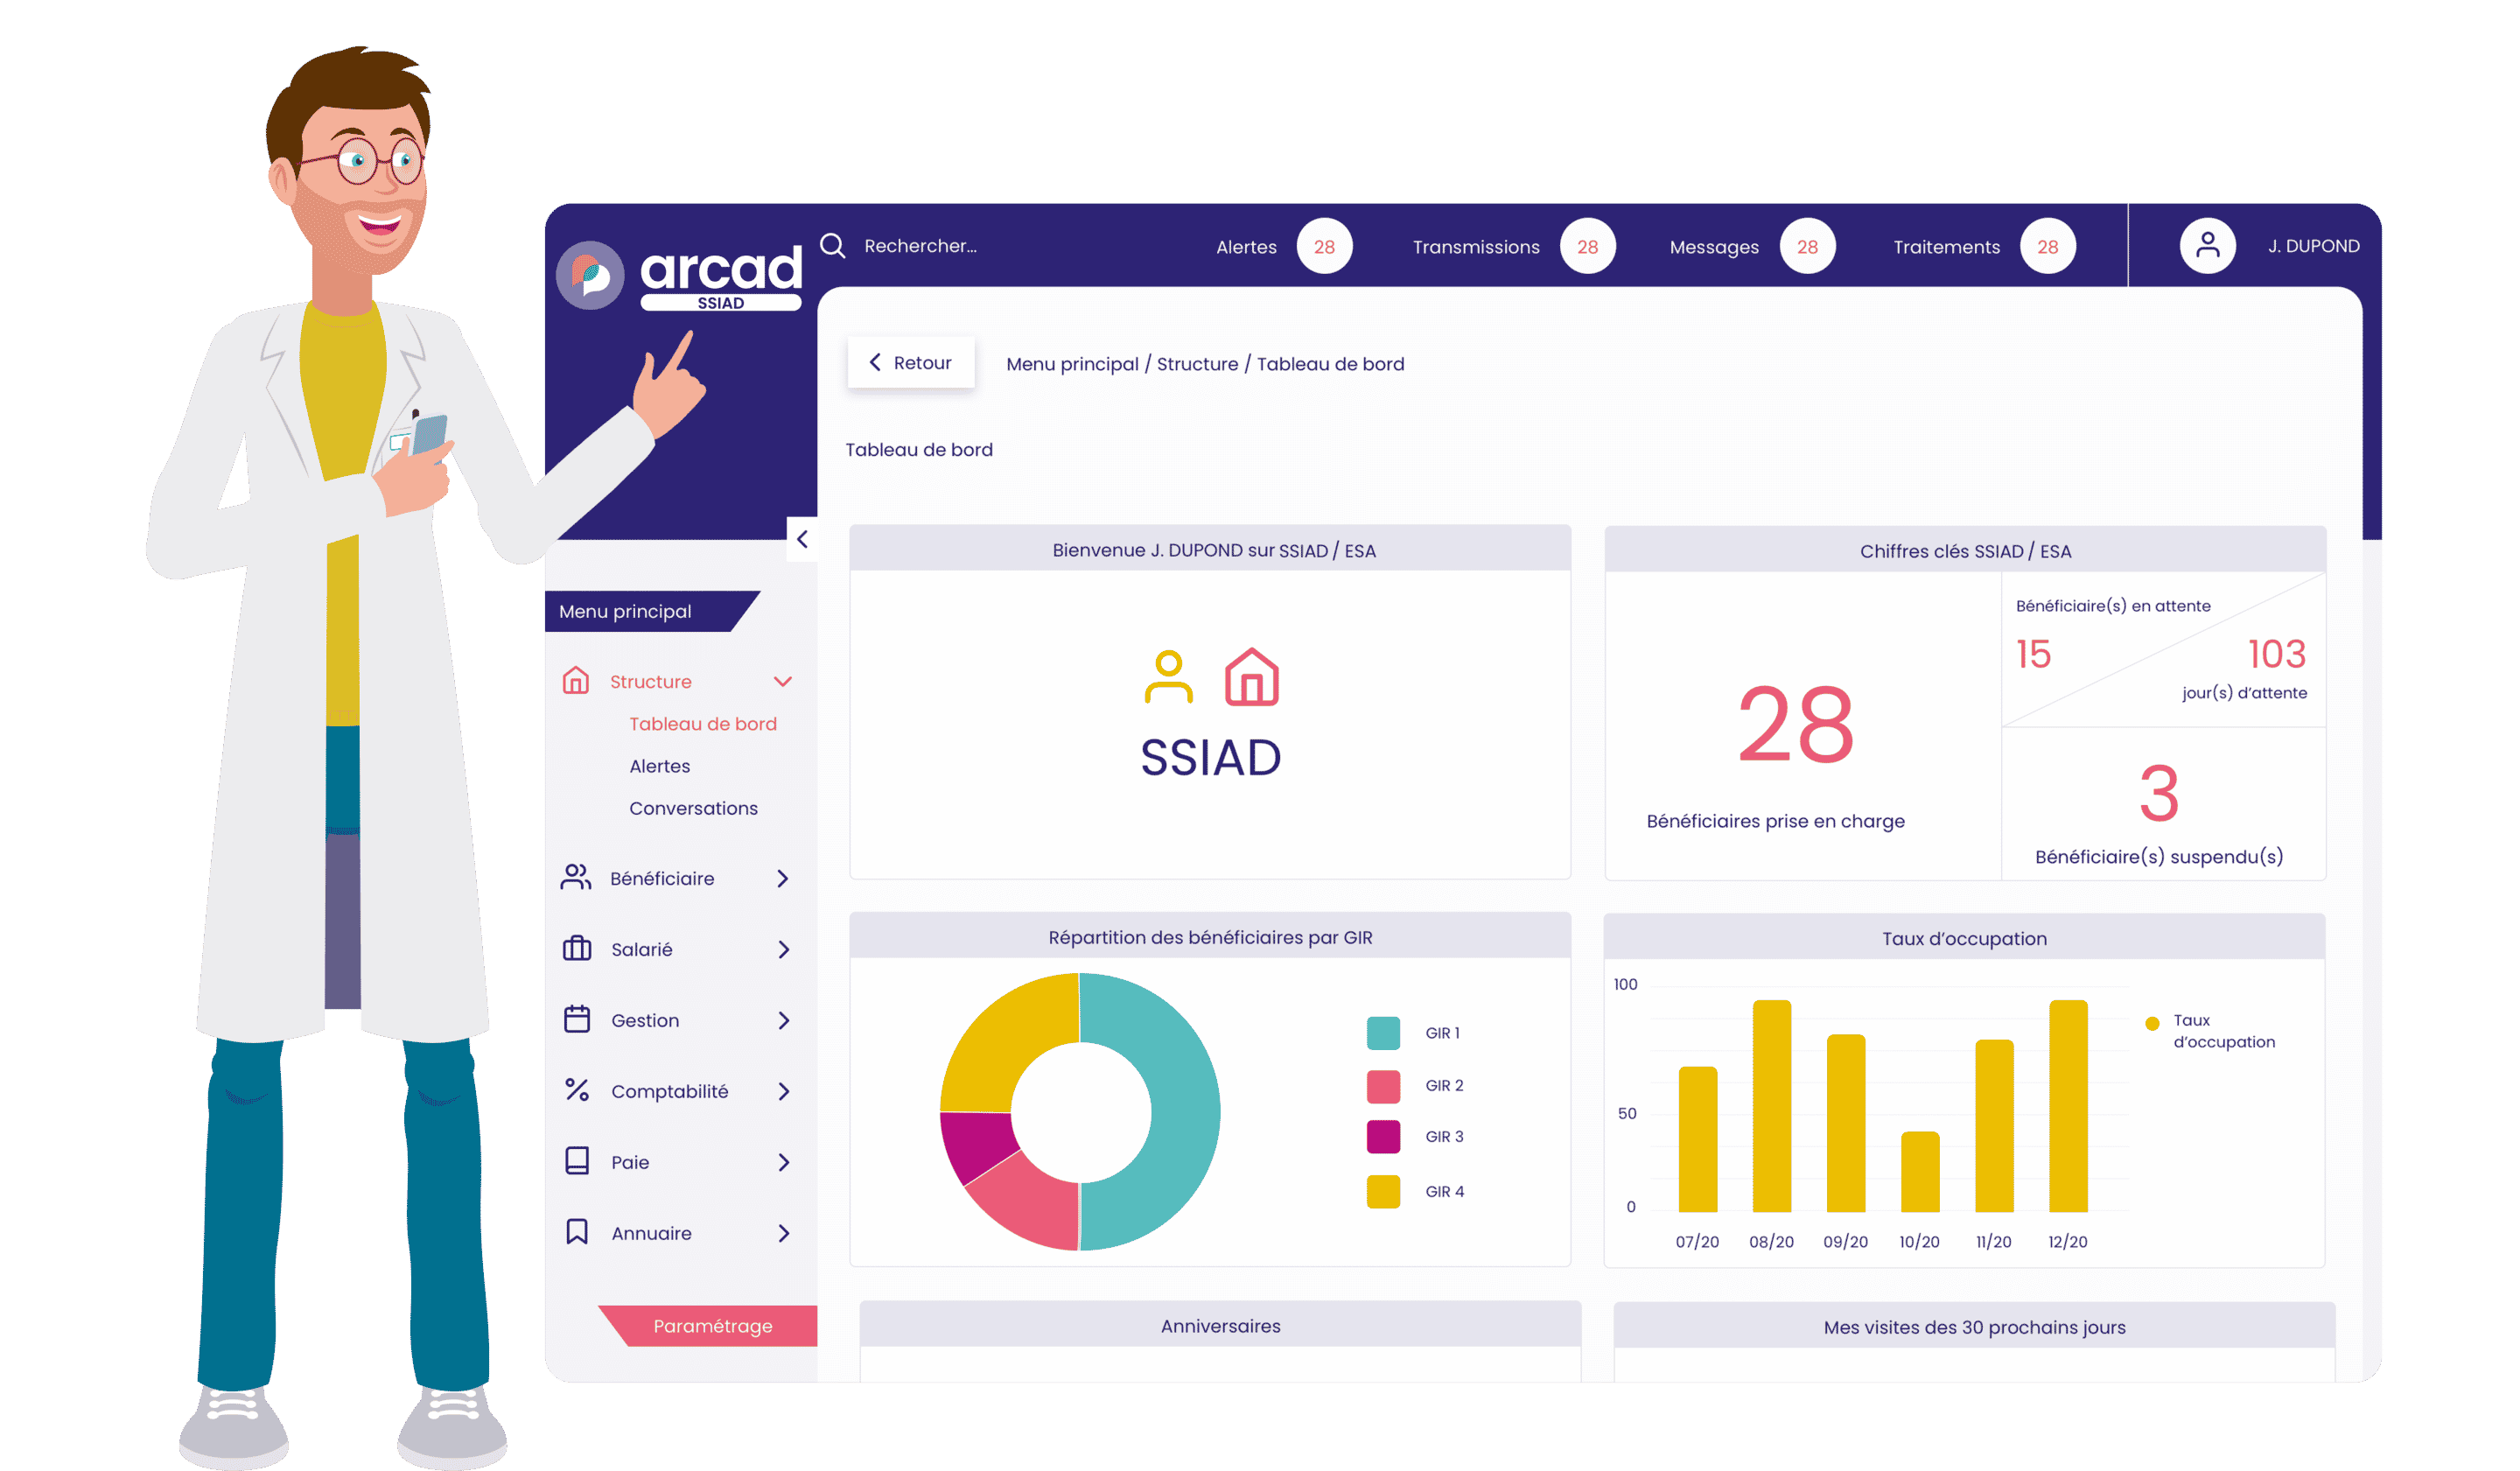 arcad
SSIAD
Rechercher...
Alertes 28
Transmissions 28
Messages 28
Traitements 28
J. DUPOND
Retour
Menu principal / Structure / Tableau de bord
Tableau de bord
Menu principal
Structure
Tableau de bord
Alertes
Conversations
Bénéficiaire
Salarié
Gestion
Comptabilité
Paie
Annuaire
Paramétrage
Bienvenue J. DUPOND sur SSIAD / ESA
SSIAD
Chiffres clés SSIAD / ESA
28
Bénéficiaires prise en charge
Bénéficiaire(s) en attente
15
103
jour(s) d’attente
3
Bénéficiaire(s) suspendu(s)
Répartition des bénéficiaires par GIR
GIR 1
GIR 2
GIR 3
GIR 4
Taux d’occupation
100
50
0
07/20
08/20
09/20
10/20
11/20
12/20
Taux
d’occupation
Anniversaires
Mes visites des 30 prochains jours